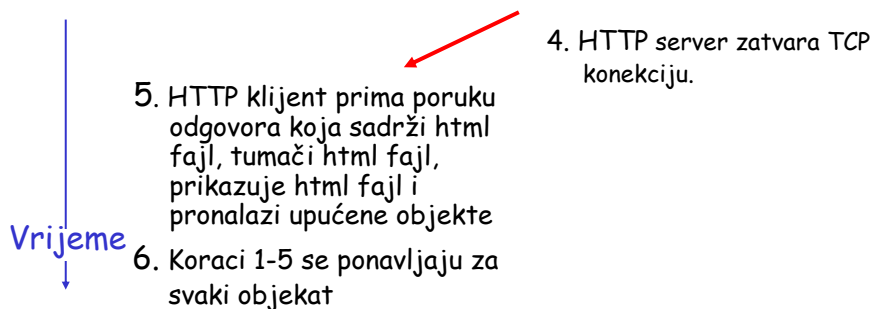 4. HTTP server zatvara TCP
konekciju.
5. HTTP klijent prima poruku
odgovora koja sadrži html
fajl, tumači html fajl,
prikazuje html fajl i
pronalazi upućene objekte
Vrijeme
6. Koraci 1-5 se ponavljaju za
svaki objekat